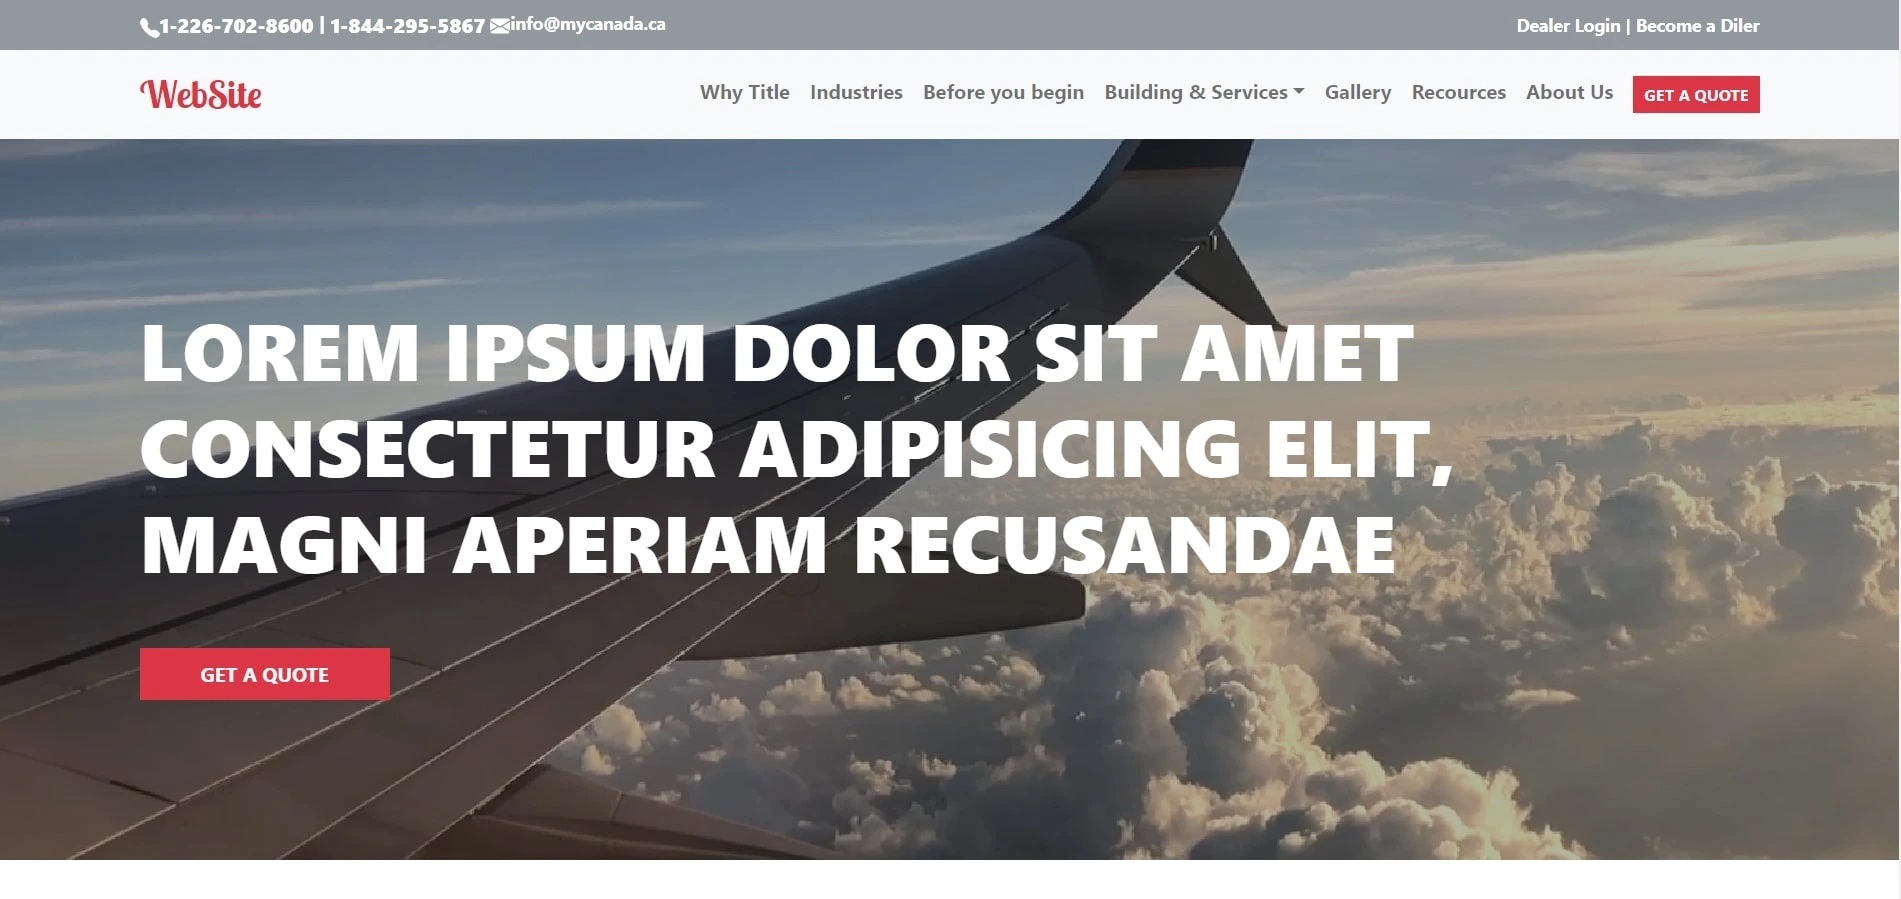 1-226-702-8600 | 1-844-295-5867 info@mycanada.ca
Dealer Login | Become a Diler
WebSite
Why Title Industries Before you begin Building & Services Gallery Recources About Us GET A QUOTE
LOREM IPSUM DOLOR SIT AMET
CONSECTETUR ADIPISICING ELIT,
MAGNI APERIAM RECUSANDAE
GET A QUOTE